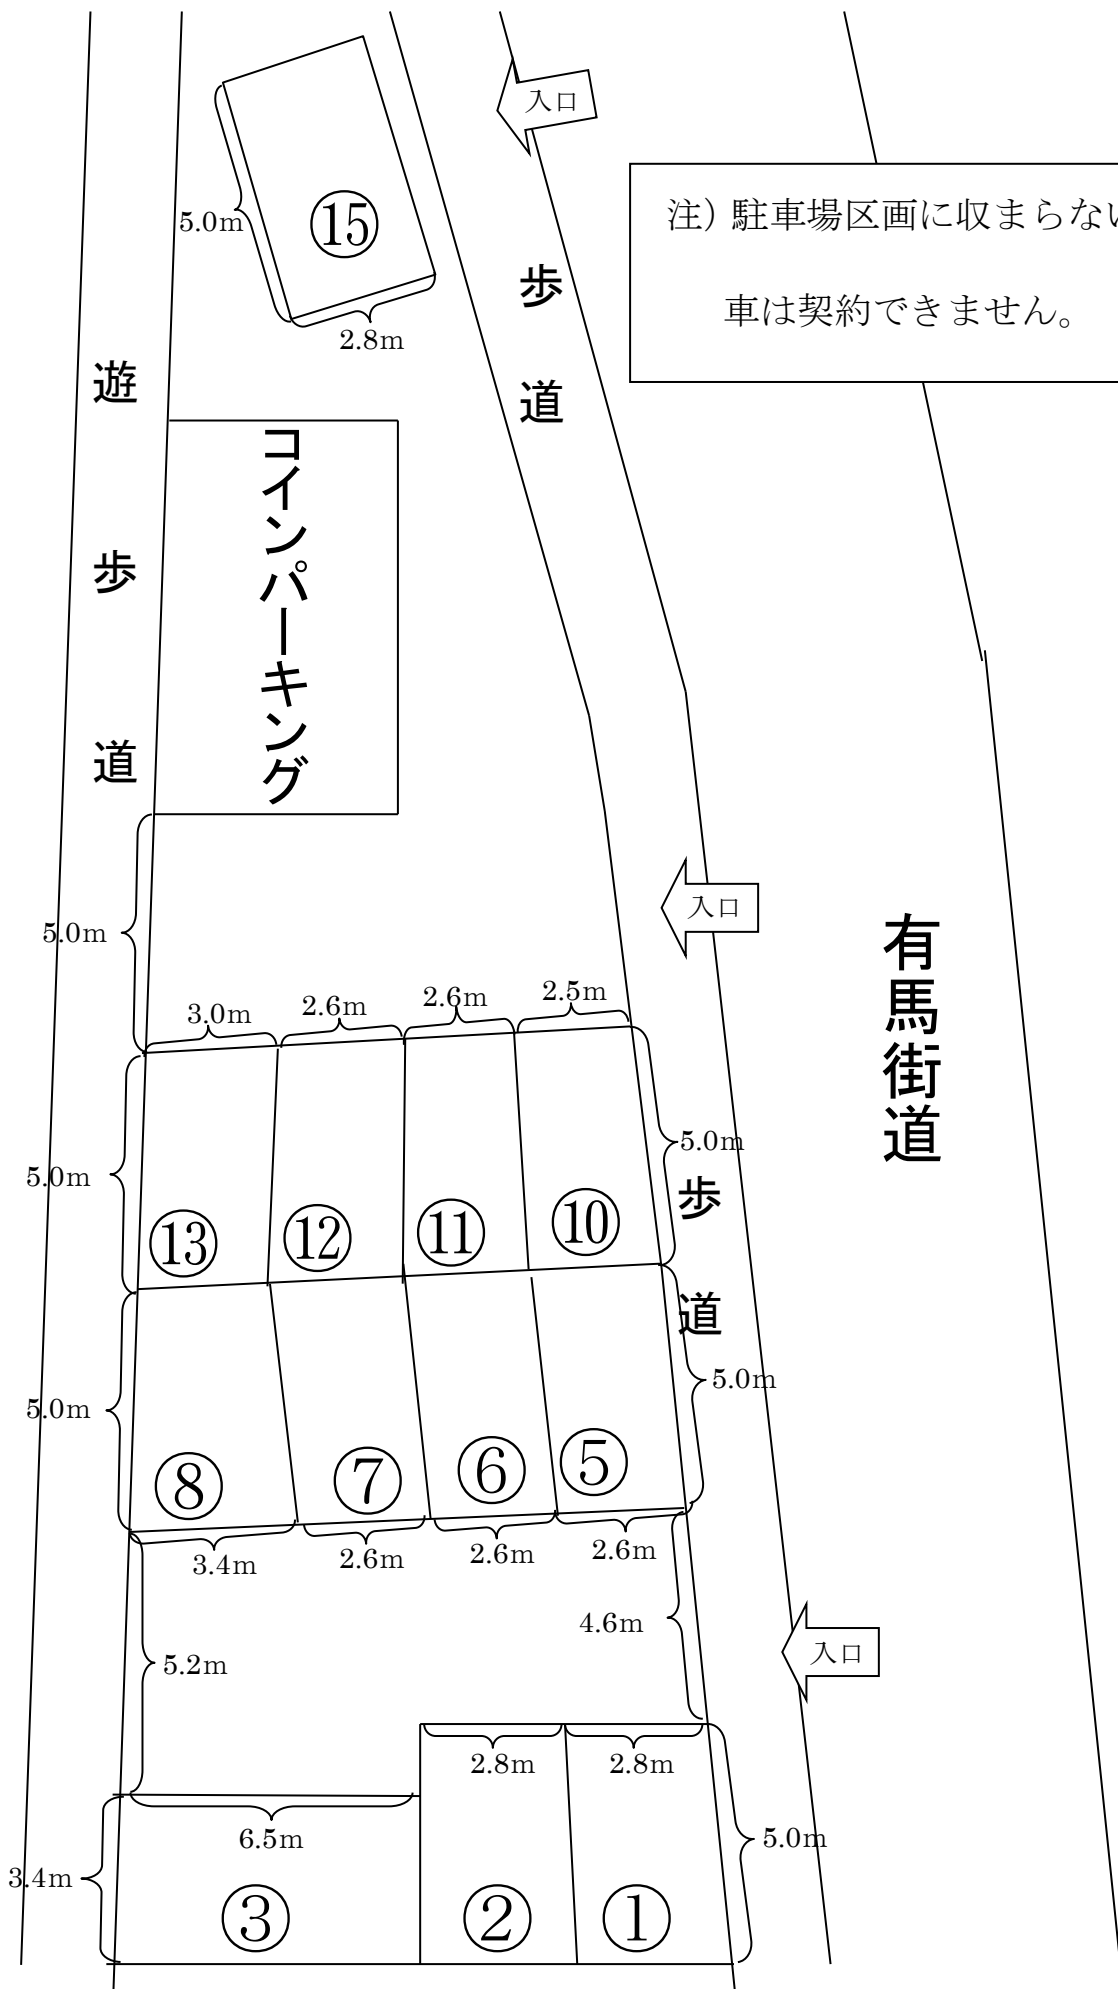 入口
5.0m
⑮
2.8m
注）駐車場区画に収まらない
車は契約できません。
歩道
遊歩道
コインパーキング
入口
5.0m
有馬街道
3.0m
2.6m
2.6m
2.5m
5.0m
5.0m
⑬
⑫
⑪
⑩
歩道
5.0m
5.0m
⑧
⑦
⑥
⑤
3.4m
2.6m
2.6m
2.6m
4.6m
5.2m
入口
2.8m
2.8m
6.5m
5.0m
3.4m
③
②
①